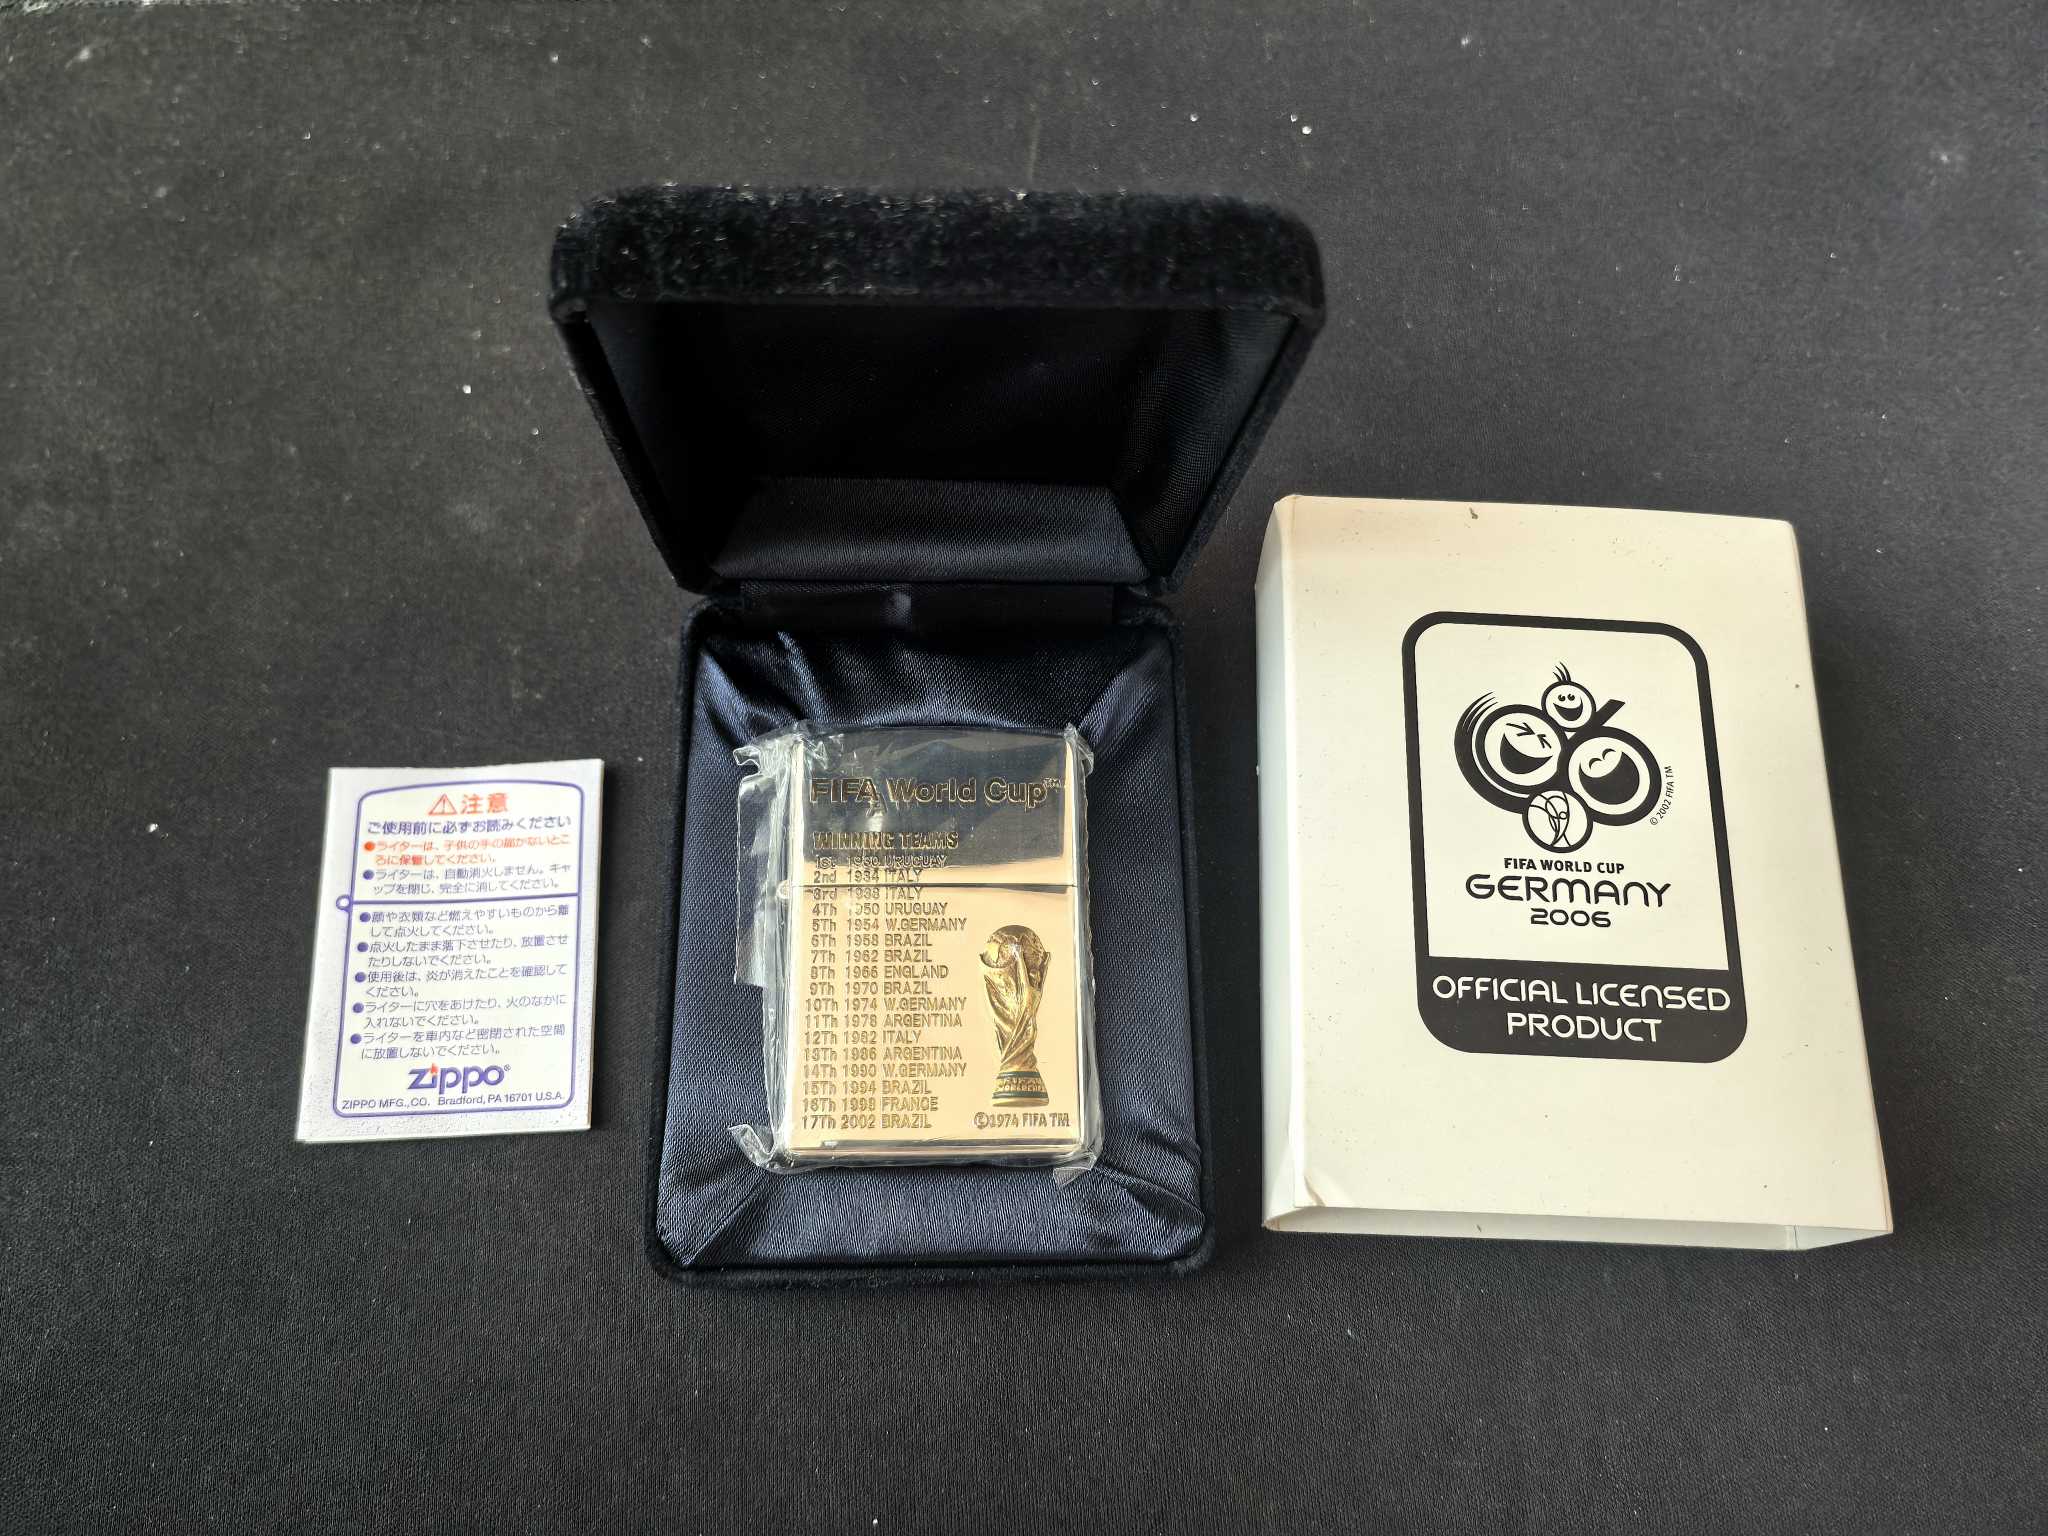 注意
ご使用前に必ずお読みください
●ライターは、子供の手の届かないとこ
ろに保管してください。
●ライターは、自動消火しません。キャ
ップを閉じ、完全に消してください。
●顔や衣類など燃えやすいものから離
して点火してください。
●点火したまま落下させたり、放置させ
たりしないでください。
●使用後は、炎が消えたことを確認して
ください。
●ライターに穴をあけたり、火のなかに
入れないでください。
●ライターを車内など密閉された空間
に放置しないでください。
zippo®
ZIPPO MFG.,CO. Bradford, PA 16701 U.S.A.
FIFA World Cup™
WINNING TEAMS
1st 1930 URUGUAY
2nd 1934 ITALY
3rd 1938 ITALY
4Th 1950 URUGUAY
5Th 1954 W.GERMANY
6Th 1958 BRAZIL
7Th 1962 BRAZIL
8Th 1966 ENGLAND
9Th 1970 BRAZIL
10Th 1974 W.GERMANY
11Th 1978 ARGENTINA
12Th 1982 ITALY
13Th 1986 ARGENTINA
14Th 1990 W.GERMANY
15Th 1994 BRAZIL
16Th 1998 FRANCE
17Th 2002 BRAZIL
FIFA
WORLD CUP
©1974 FIFA TM
© 2002 FIFA TM
FIFA WORLD CUP
GERMANY
2006
OFFICIAL LICENSED
PRODUCT